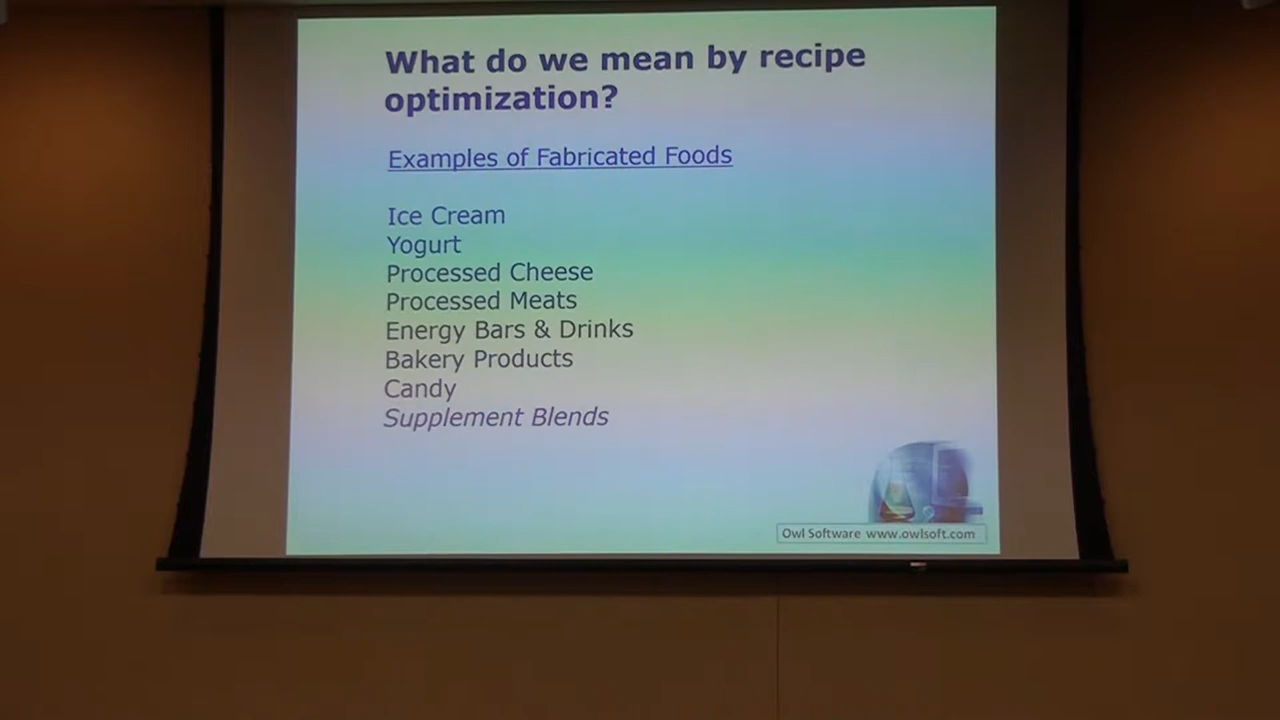 What do we mean by recipe
optimization?
Examples of Fabricated Foods
Ice Cream
Yogurt
Processed Cheese
Processed Meats
Energy Bars & Drinks
Bakery Products
Candy
Supplement Blends
Owl Software www.owlsoft.com